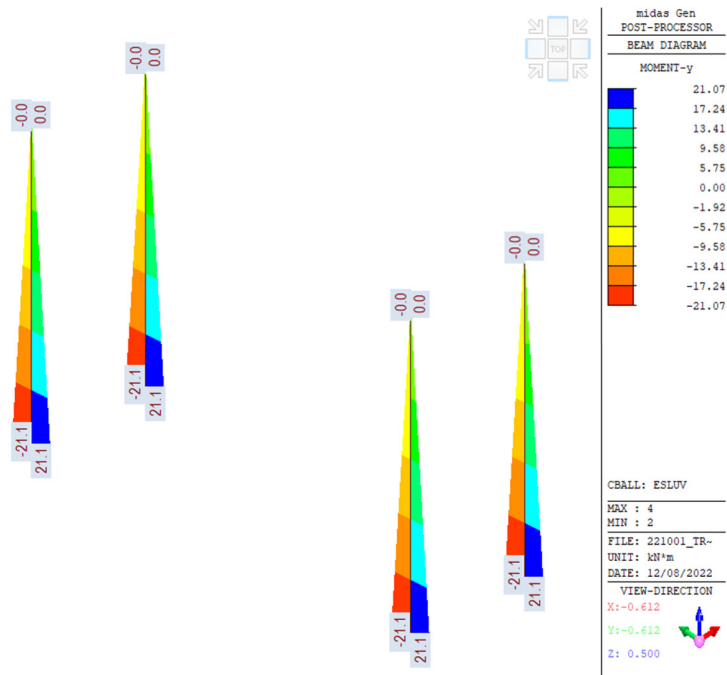 -0.0
0.0
-0.0
0.0
-21.1
21.1
-21.1
21.1
-0.0
0.0
-0.0
0.0
-21.1
21.1
-21.1
21.1
TOP
midas Gen
POST-PROCESSOR
BEAM DIAGRAM
MOMENT-y
21.07
17.24
13.41
9.58
5.75
0.00
-1.92
-5.75
-9.58
-13.41
-17.24
-21.07
CBALL: ESLUV
MAX : 4
MIN : 2
FILE: 221001_TR~
UNIT: kN*m
DATE: 12/08/2022
VIEW-DIRECTION
X:-0.612
Y:-0.612
Z: 0.500